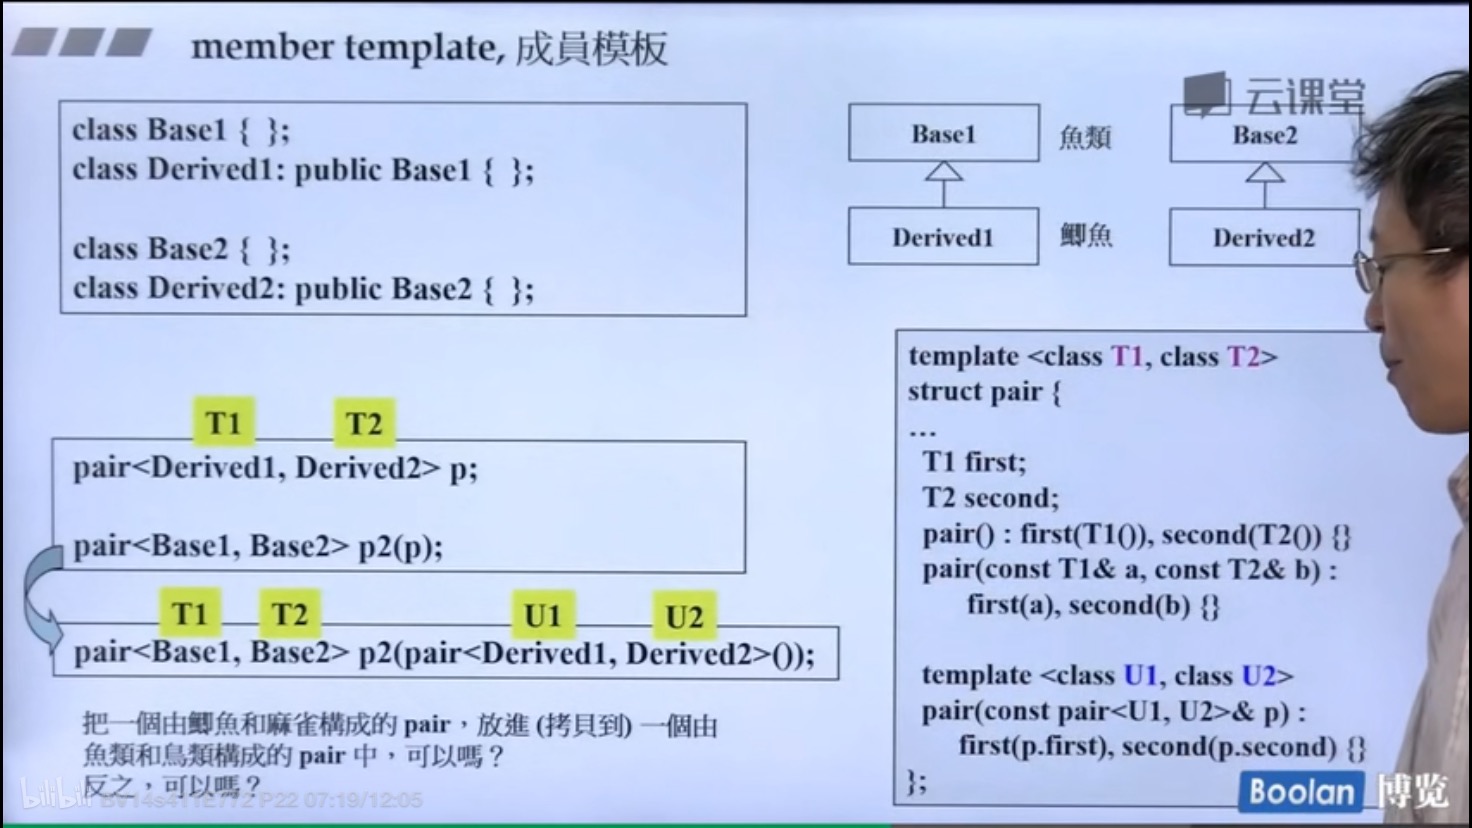 member template, 成員模板
class Base1 { };
class Derived1: public Base1 { };
class Base2 { };
class Derived2: public Base2 { };
云课堂
Base1
魚類
Base2
Derived1
鯽魚
Derived2
T1 T2
pair<Derived1, Derived2> p;
pair<Base1, Base2> p2(p);
T1 T2 U1 U2
pair<Base1, Base2> p2(pair<Derived1, Derived2>());
把一個由鯽魚和麻雀構成的 pair，放進 (拷貝到) 一個由
魚類和鳥類構成的 pair 中，可以嗎？
反之，可以嗎？
template <class T1, class T2>
struct pair {
...
T1 first;
T2 second;
pair() : first(T1()), second(T2()) {}
pair(const T1& a, const T2& b) :
first(a), second(b) {}
template <class U1, class U2>
pair(const pair<U1, U2>& p) :
first(p.first), second(p.second) {}
};
bilibili BV14s411E772 P22 07:19/12:05
Boolan 博览